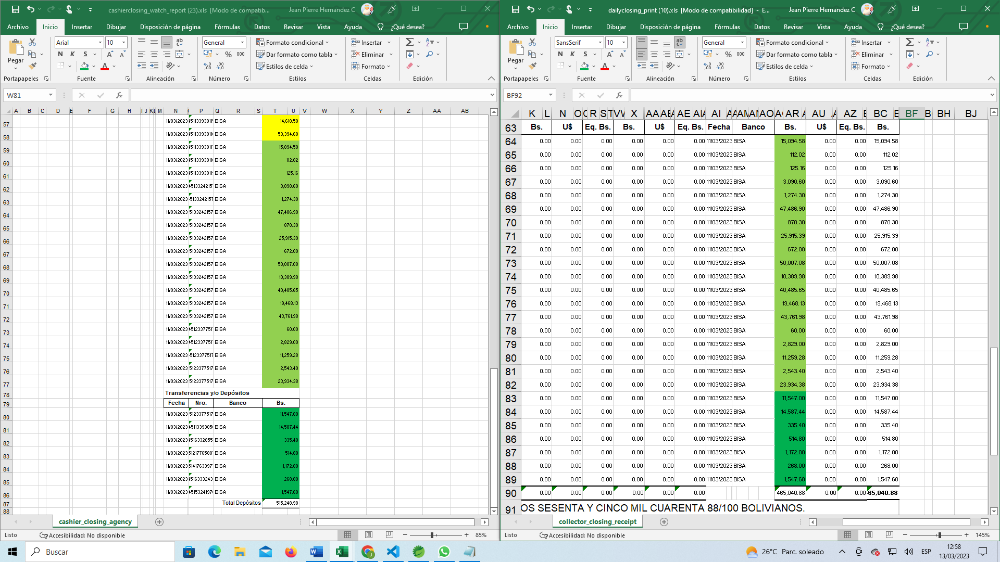 cashierclosing_watch_report (23).xls [Modo de compatib...
Jean Pierre Hernandez C
Archivo Inicio Insertar Dibujar Disposición de página Fórmulas Datos Revisar Vista Ayuda ¿Qué desea?
Pegar
Arial 10
N K S
General
% 000
Formato condicional
Dar formato como tabla
Estilos de celda
Insertar
Eliminar
Formato
Portapapeles Fuente Alineación Número Estilos Celdas Edición
W81
A B C D E F G H I J K L M N P Q R S T U V W X Y Z AA AB
57 11/03/2023 BISA 14,610.50
58 11/03/2023 BISA 53,394.68
59 11/03/2023 BISA 15,094.58
60 11/03/2023 BISA 112.02
61 11/03/2023 BISA 125.16
62 11/03/2023 BISA 3,090.60
63 11/03/2023 5133242157 BISA 1,274.30
64 11/03/2023 5133242157 BISA 47,486.90
65 11/03/2023 5133242157 BISA 870.30
66 11/03/2023 5133242157 BISA 25,915.39
67 11/03/2023 5133242157 BISA 672.00
68 11/03/2023 5133242157 BISA 50,007.08
69 11/03/2023 5133242157 BISA 10,389.98
70 11/03/2023 5133242157 BISA 40,485.65
71 11/03/2023 5133242157 BISA 19,468.13
72 11/03/2023 5133242157 BISA 43,761.98
73 11/03/2023 BISA 60.00
74 11/03/2023 BISA 2,829.00
75 11/03/2023 5123377517 BISA 11,259.28
76 11/03/2023 5123377517 BISA 2,543.40
77 11/03/2023 5123377517 BISA 23,934.38
78 Transferencias y/o Depósitos
79 Fecha Nro. Banco Bs.
80 11/03/2023 5123377517 BISA 11,547.00
81 11/03/2023 BISA 14,587.44
82 11/03/2023 BISA 335.40
83 11/03/2023 BISA 514.80
84 11/03/2023 BISA 1,172.00
85 11/03/2023 BISA 268.00
86 11/03/2023 BISA 1,547.60
87 Total Depósitos 515,248.98
88
cashier_closing_agency
Listo Accesibilidad: No disponible 85%
dailyclosing_print (10).xls [Modo de compatibilidad] - E...
Jean Pierre Hernandez C
Archivo Inicio Insertar Dibujar Disposición de página Fórmulas Datos Revisar Vista Ayuda ¿Qué desea?
Pegar
SansSerif 10
N K S
General
% 000
Formato condicional
Dar formato como tabla
Estilos de celda
Insertar
Eliminar
Formato
Portapapeles Fuente Alineación Número Estilos Celdas Edición
BF92
K L N R S X AE AI AR AU AZ BC BF BH BJ
63 Bs. U$ Eq. Bs. Bs. U$ Eq. Bs. Fecha Banco Bs. U$ Eq. Bs. Bs.
64 0.00 0.00 0.00 0.00 0.00 0.00 11/03/2023 BISA 15,094.58 0.00 0.00 15,094.58
65 0.00 0.00 0.00 0.00 0.00 0.00 11/03/2023 BISA 112.02 0.00 0.00 112.02
66 0.00 0.00 0.00 0.00 0.00 0.00 11/03/2023 BISA 125.16 0.00 0.00 125.16
67 0.00 0.00 0.00 0.00 0.00 0.00 11/03/2023 BISA 3,090.60 0.00 0.00 3,090.60
68 0.00 0.00 0.00 0.00 0.00 0.00 11/03/2023 BISA 1,274.30 0.00 0.00 1,274.30
69 0.00 0.00 0.00 0.00 0.00 0.00 11/03/2023 BISA 47,486.90 0.00 0.00 47,486.90
70 0.00 0.00 0.00 0.00 0.00 0.00 11/03/2023 BISA 870.30 0.00 0.00 870.30
71 0.00 0.00 0.00 0.00 0.00 0.00 11/03/2023 BISA 25,915.39 0.00 0.00 25,915.39
72 0.00 0.00 0.00 0.00 0.00 0.00 11/03/2023 BISA 672.00 0.00 0.00 672.00
73 0.00 0.00 0.00 0.00 0.00 0.00 11/03/2023 BISA 50,007.08 0.00 0.00 50,007.08
74 0.00 0.00 0.00 0.00 0.00 0.00 11/03/2023 BISA 10,389.98 0.00 0.00 10,389.98
75 0.00 0.00 0.00 0.00 0.00 0.00 11/03/2023 BISA 40,485.65 0.00 0.00 40,485.65
76 0.00 0.00 0.00 0.00 0.00 0.00 11/03/2023 BISA 19,468.13 0.00 0.00 19,468.13
77 0.00 0.00 0.00 0.00 0.00 0.00 11/03/2023 BISA 43,761.98 0.00 0.00 43,761.98
78 0.00 0.00 0.00 0.00 0.00 0.00 11/03/2023 BISA 60.00 0.00 0.00 60.00
79 0.00 0.00 0.00 0.00 0.00 0.00 11/03/2023 BISA 2,829.00 0.00 0.00 2,829.00
80 0.00 0.00 0.00 0.00 0.00 0.00 11/03/2023 BISA 11,259.28 0.00 0.00 11,259.28
81 0.00 0.00 0.00 0.00 0.00 0.00 11/03/2023 BISA 2,543.40 0.00 0.00 2,543.40
82 0.00 0.00 0.00 0.00 0.00 0.00 11/03/2023 BISA 23,934.38 0.00 0.00 23,934.38
83 0.00 0.00 0.00 0.00 0.00 0.00 11/03/2023 BISA 11,547.00 0.00 0.00 11,547.00
84 0.00 0.00 0.00 0.00 0.00 0.00 11/03/2023 BISA 14,587.44 0.00 0.00 14,587.44
85 0.00 0.00 0.00 0.00 0.00 0.00 11/03/2023 BISA 335.40 0.00 0.00 335.40
86 0.00 0.00 0.00 0.00 0.00 0.00 11/03/2023 BISA 514.80 0.00 0.00 514.80
87 0.00 0.00 0.00 0.00 0.00 0.00 11/03/2023 BISA 1,172.00 0.00 0.00 1,172.00
88 0.00 0.00 0.00 0.00 0.00 0.00 11/03/2023 BISA 268.00 0.00 0.00 268.00
89 0.00 0.00 0.00 0.00 0.00 0.00 11/03/2023 BISA 1,547.60 0.00 0.00 1,547.60
90 0.00 0.00 0.00 0.00 0.00 0.00 465,040.88 0.00 0.00 65,040.88
91 OS SESENTA Y CINCO MIL CUARENTA 88/100 BOLIVIANOS.
collector_closing_receipt
Listo Accesibilidad: No disponible 145%
Buscar
26°C Parc. soleado
ESP
12:58
13/03/2023